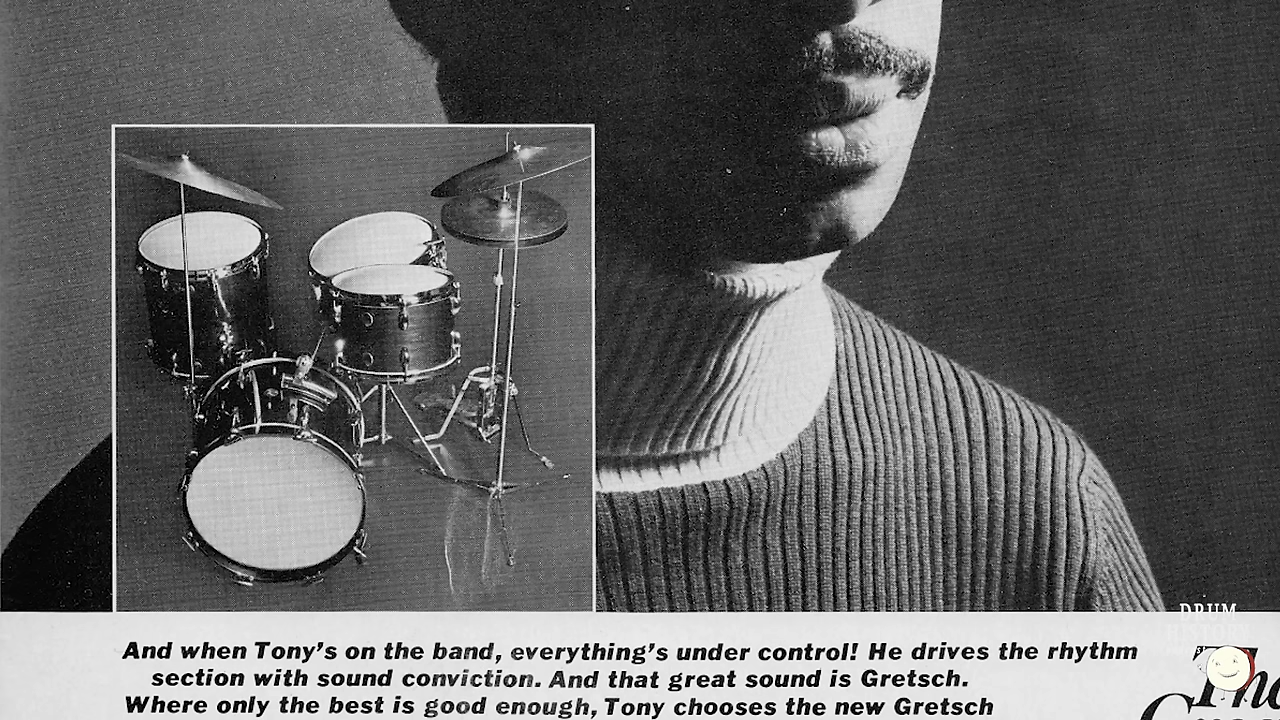 And when Tony's on the band, everything's under control! He drives the rhythm
section with sound conviction. And that great sound is Gretsch.
Where only the best is good enough, Tony chooses the new Gretsch
DRUM
The